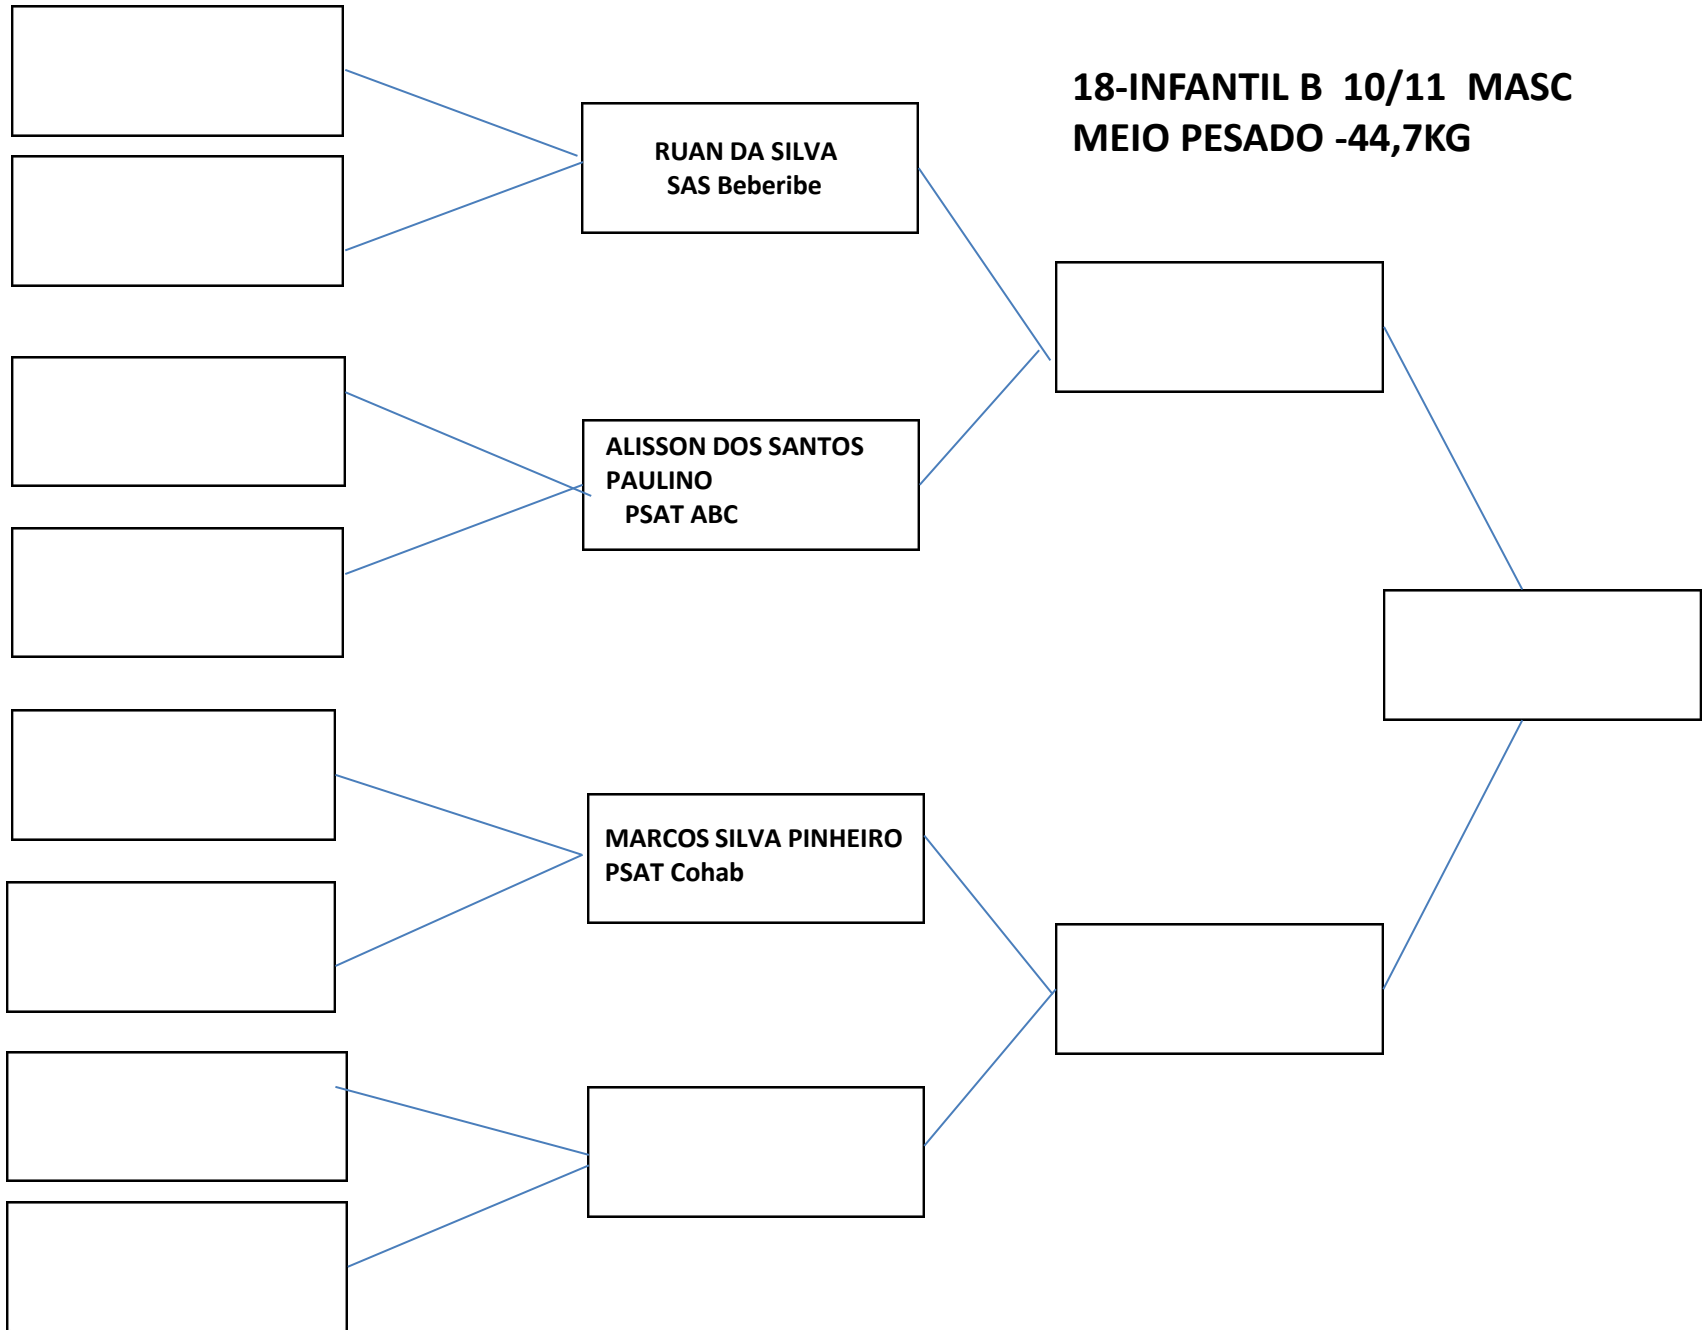 18-INFANTIL B 10/11 MASC
MEIO PESADO -44,7KG
RUAN DA SILVA
SAS Beberibe
ALISSON DOS SANTOS
PAULINO
PSAT ABC
MARCOS SILVA PINHEIRO
PSAT Cohab